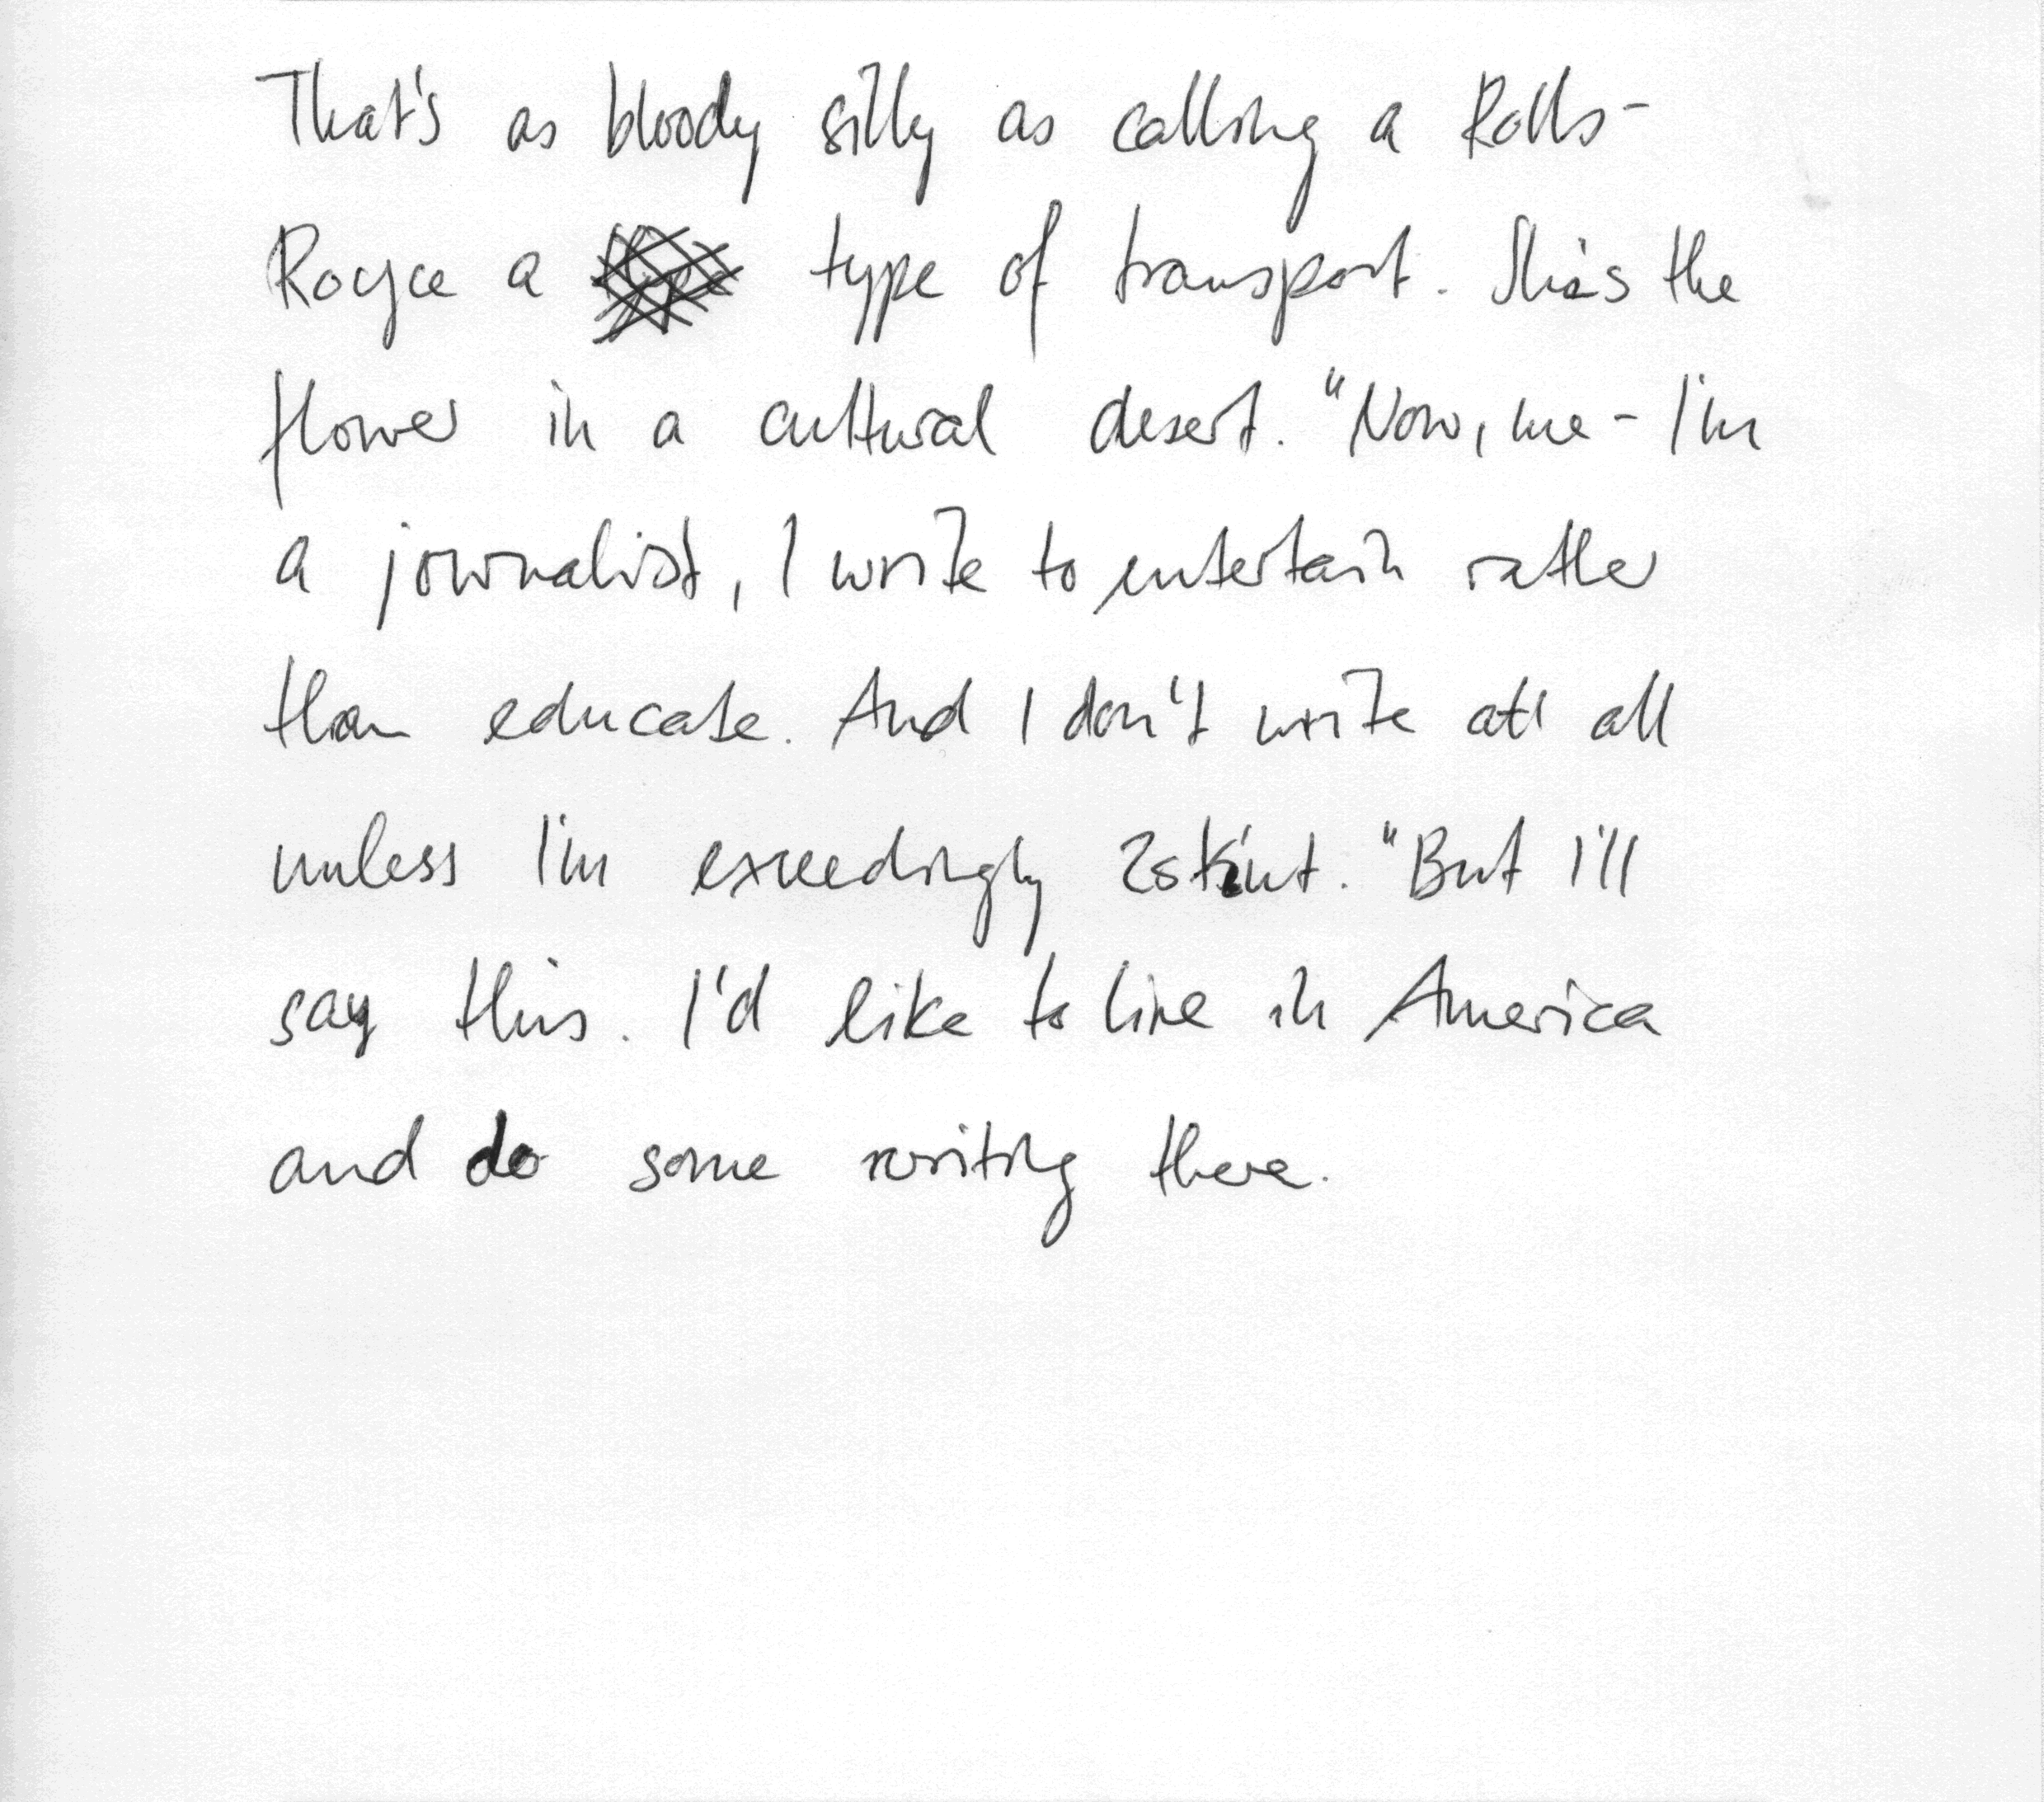 That's as bloody silly as calling a Rolls-
Royce a type of transport. She's the
flower in a cultural desert. "Now, me - I'm
a journalist, I write to entertain rather
than educate. And I don't write at all
unless I'm exceedingly skint. "But I'll
say this. I'd like to live in America
and do some writing there.